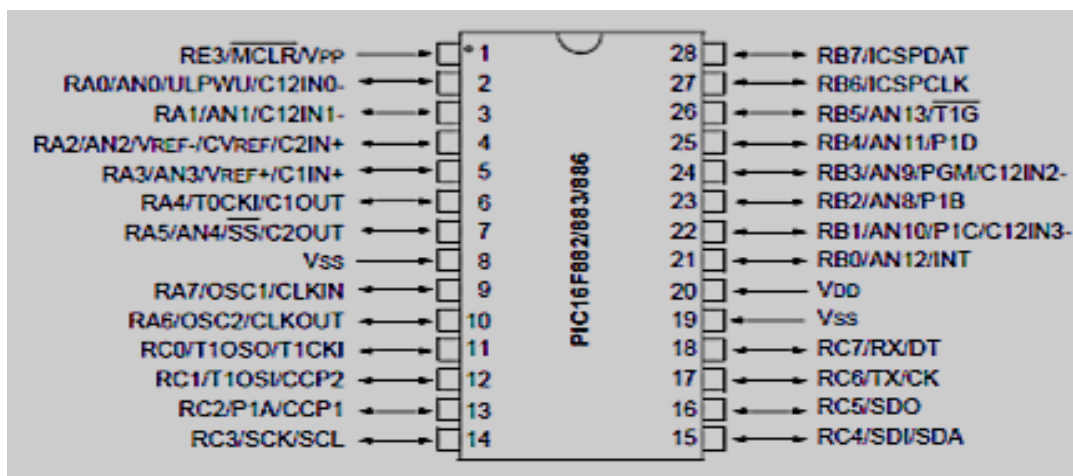 RE3/MCLR/VPP 1 28 RB7/ICSPDAT
RA0/AN0/ULPWU/C12IN0- 2 27 RB6/ICSPCLK
RA1/AN1/C12IN1- 3 26 RB5/AN13/T1G
RA2/AN2/VREF-/CVREF/C2IN+ 4 25 RB4/AN11/P1D
RA3/AN3/VREF+/C1IN+ 5 24 RB3/AN9/PGM/C12IN2-
RA4/T0CKI/C1OUT 6 23 RB2/AN8/P1B
RA5/AN4/SS/C2OUT 7 22 RB1/AN10/P1C/C12IN3-
VSS 8 21 RB0/AN12/INT
RA7/OSC1/CLKIN 9 20 VDD
RA6/OSC2/CLKOUT 10 19 VSS
RC0/T1OSO/T1CKI 11 18 RC7/RX/DT
RC1/T1OSI/CCP2 12 17 RC6/TX/CK
RC2/P1A/CCP1 13 16 RC5/SDO
RC3/SCK/SCL 14 15 RC4/SDI/SDA
PIC16F882/883/886